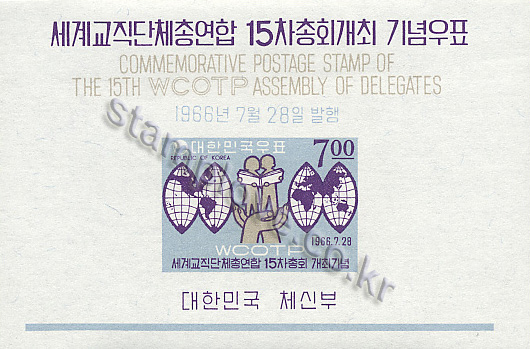 세계교직단체총연합 15차총회개최 기념우표
COMMEMORATIVE POSTAGE STAMP OF
THE 15TH WCOTP ASSEMBLY OF DELEGATES
1966년 7월 28일 발행
대한민국우표 7.00
REPUBLIC OF KOREA
WCOTP
1966.7.28
세계교직단체총연합 15차총회 개최기념
대한민국 체신부